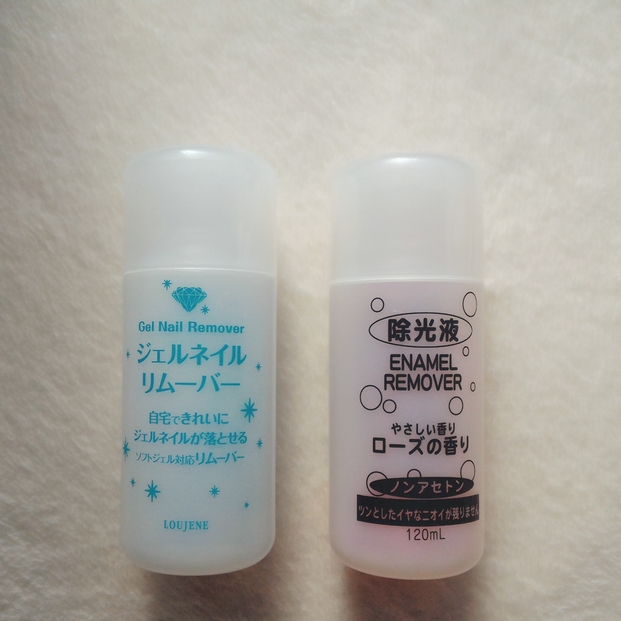 Gel Nail Remover
ジェルネイル
リムーバー
自宅できれいに
ジェルネイルが落とせる
ソフトジェル対応リムーバー
LOUJENE
除光液
ENAMEL
REMOVER
やさしい香り
ローズの香り
ノンアセトン
ツンとしたイヤなニオイが残りません
120mL